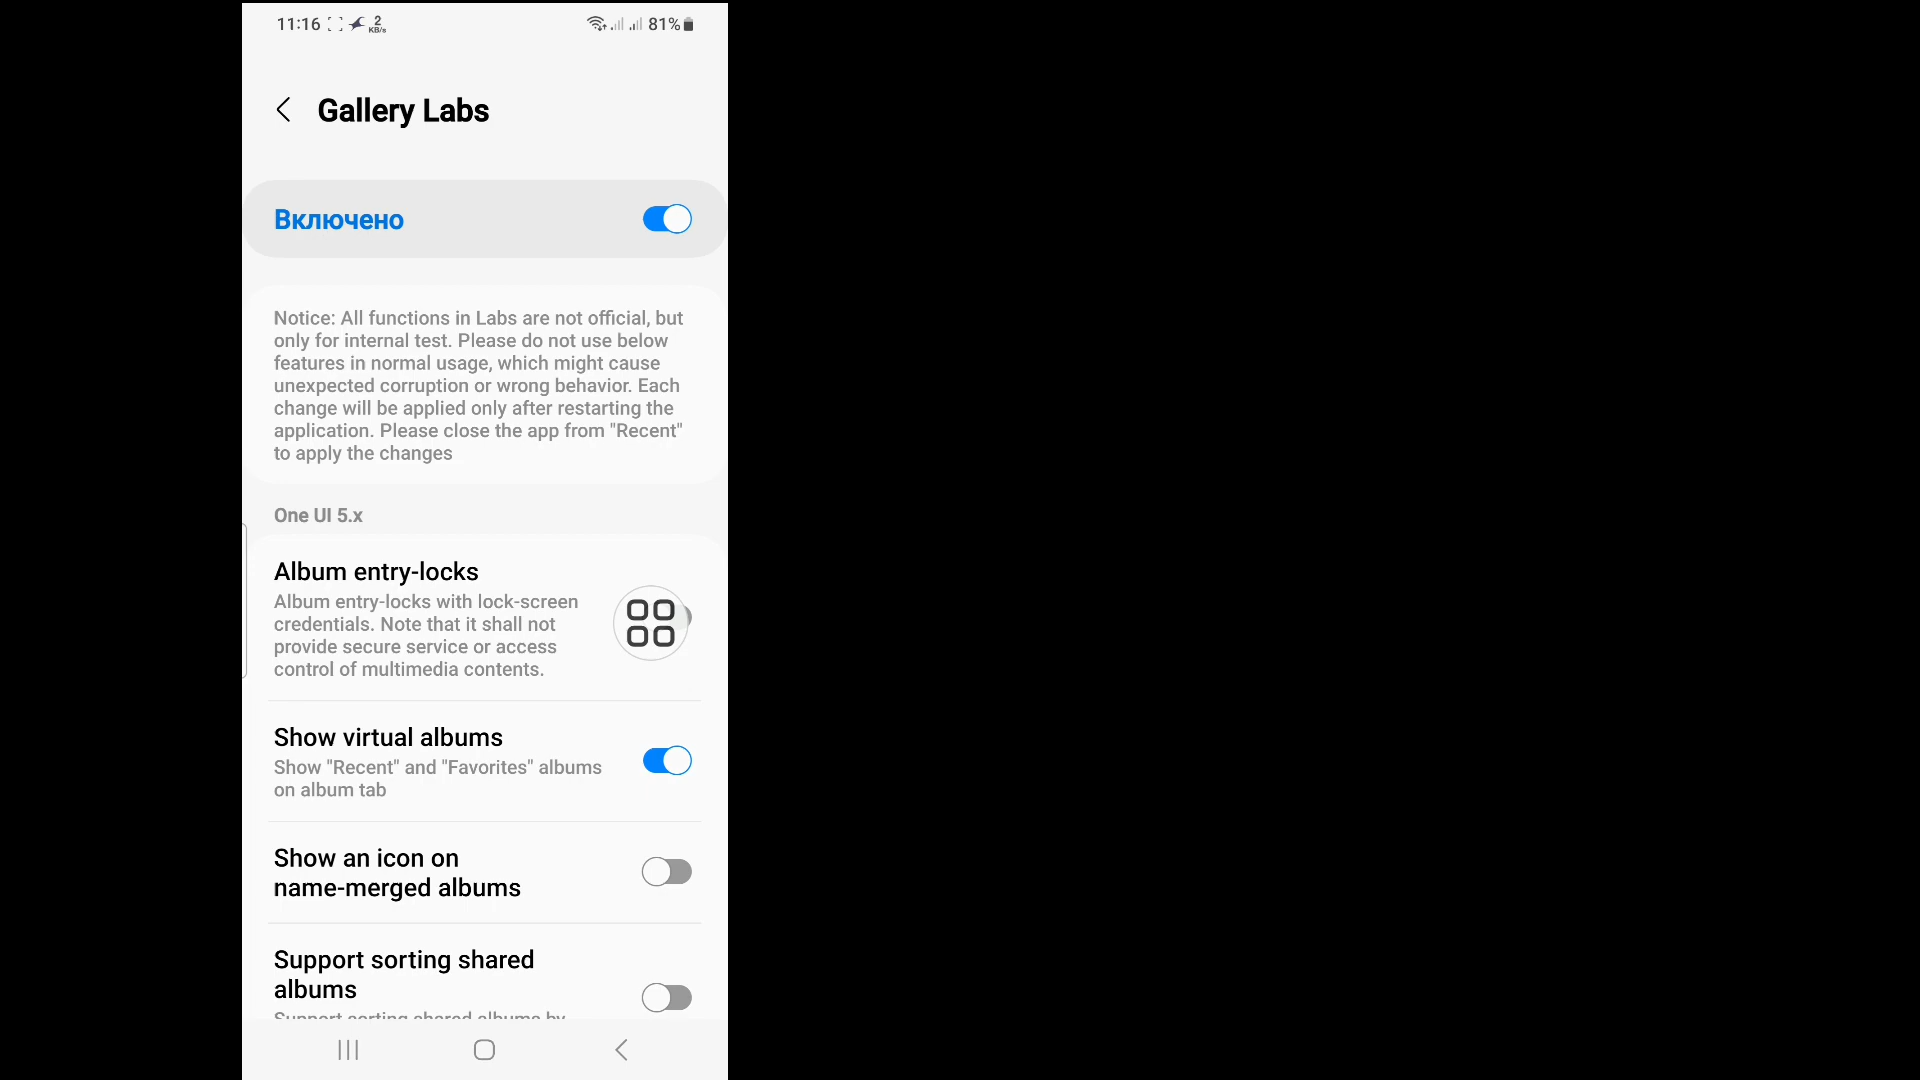 11:16 2 KB/s 81%
Gallery Labs
Включено
Notice: All functions in Labs are not official, but
only for internal test. Please do not use below
features in normal usage, which might cause
unexpected corruption or wrong behavior. Each
change will be applied only after restarting the
application. Please close the app from "Recent"
to apply the changes
One UI 5.x
Album entry-locks
Album entry-locks with lock-screen
credentials. Note that it shall not
provide secure service or access
control of multimedia contents.
Show virtual albums
Show "Recent" and "Favorites" albums
on album tab
Show an icon on
name-merged albums
Support sorting shared
albums
Support sorting shared albums by